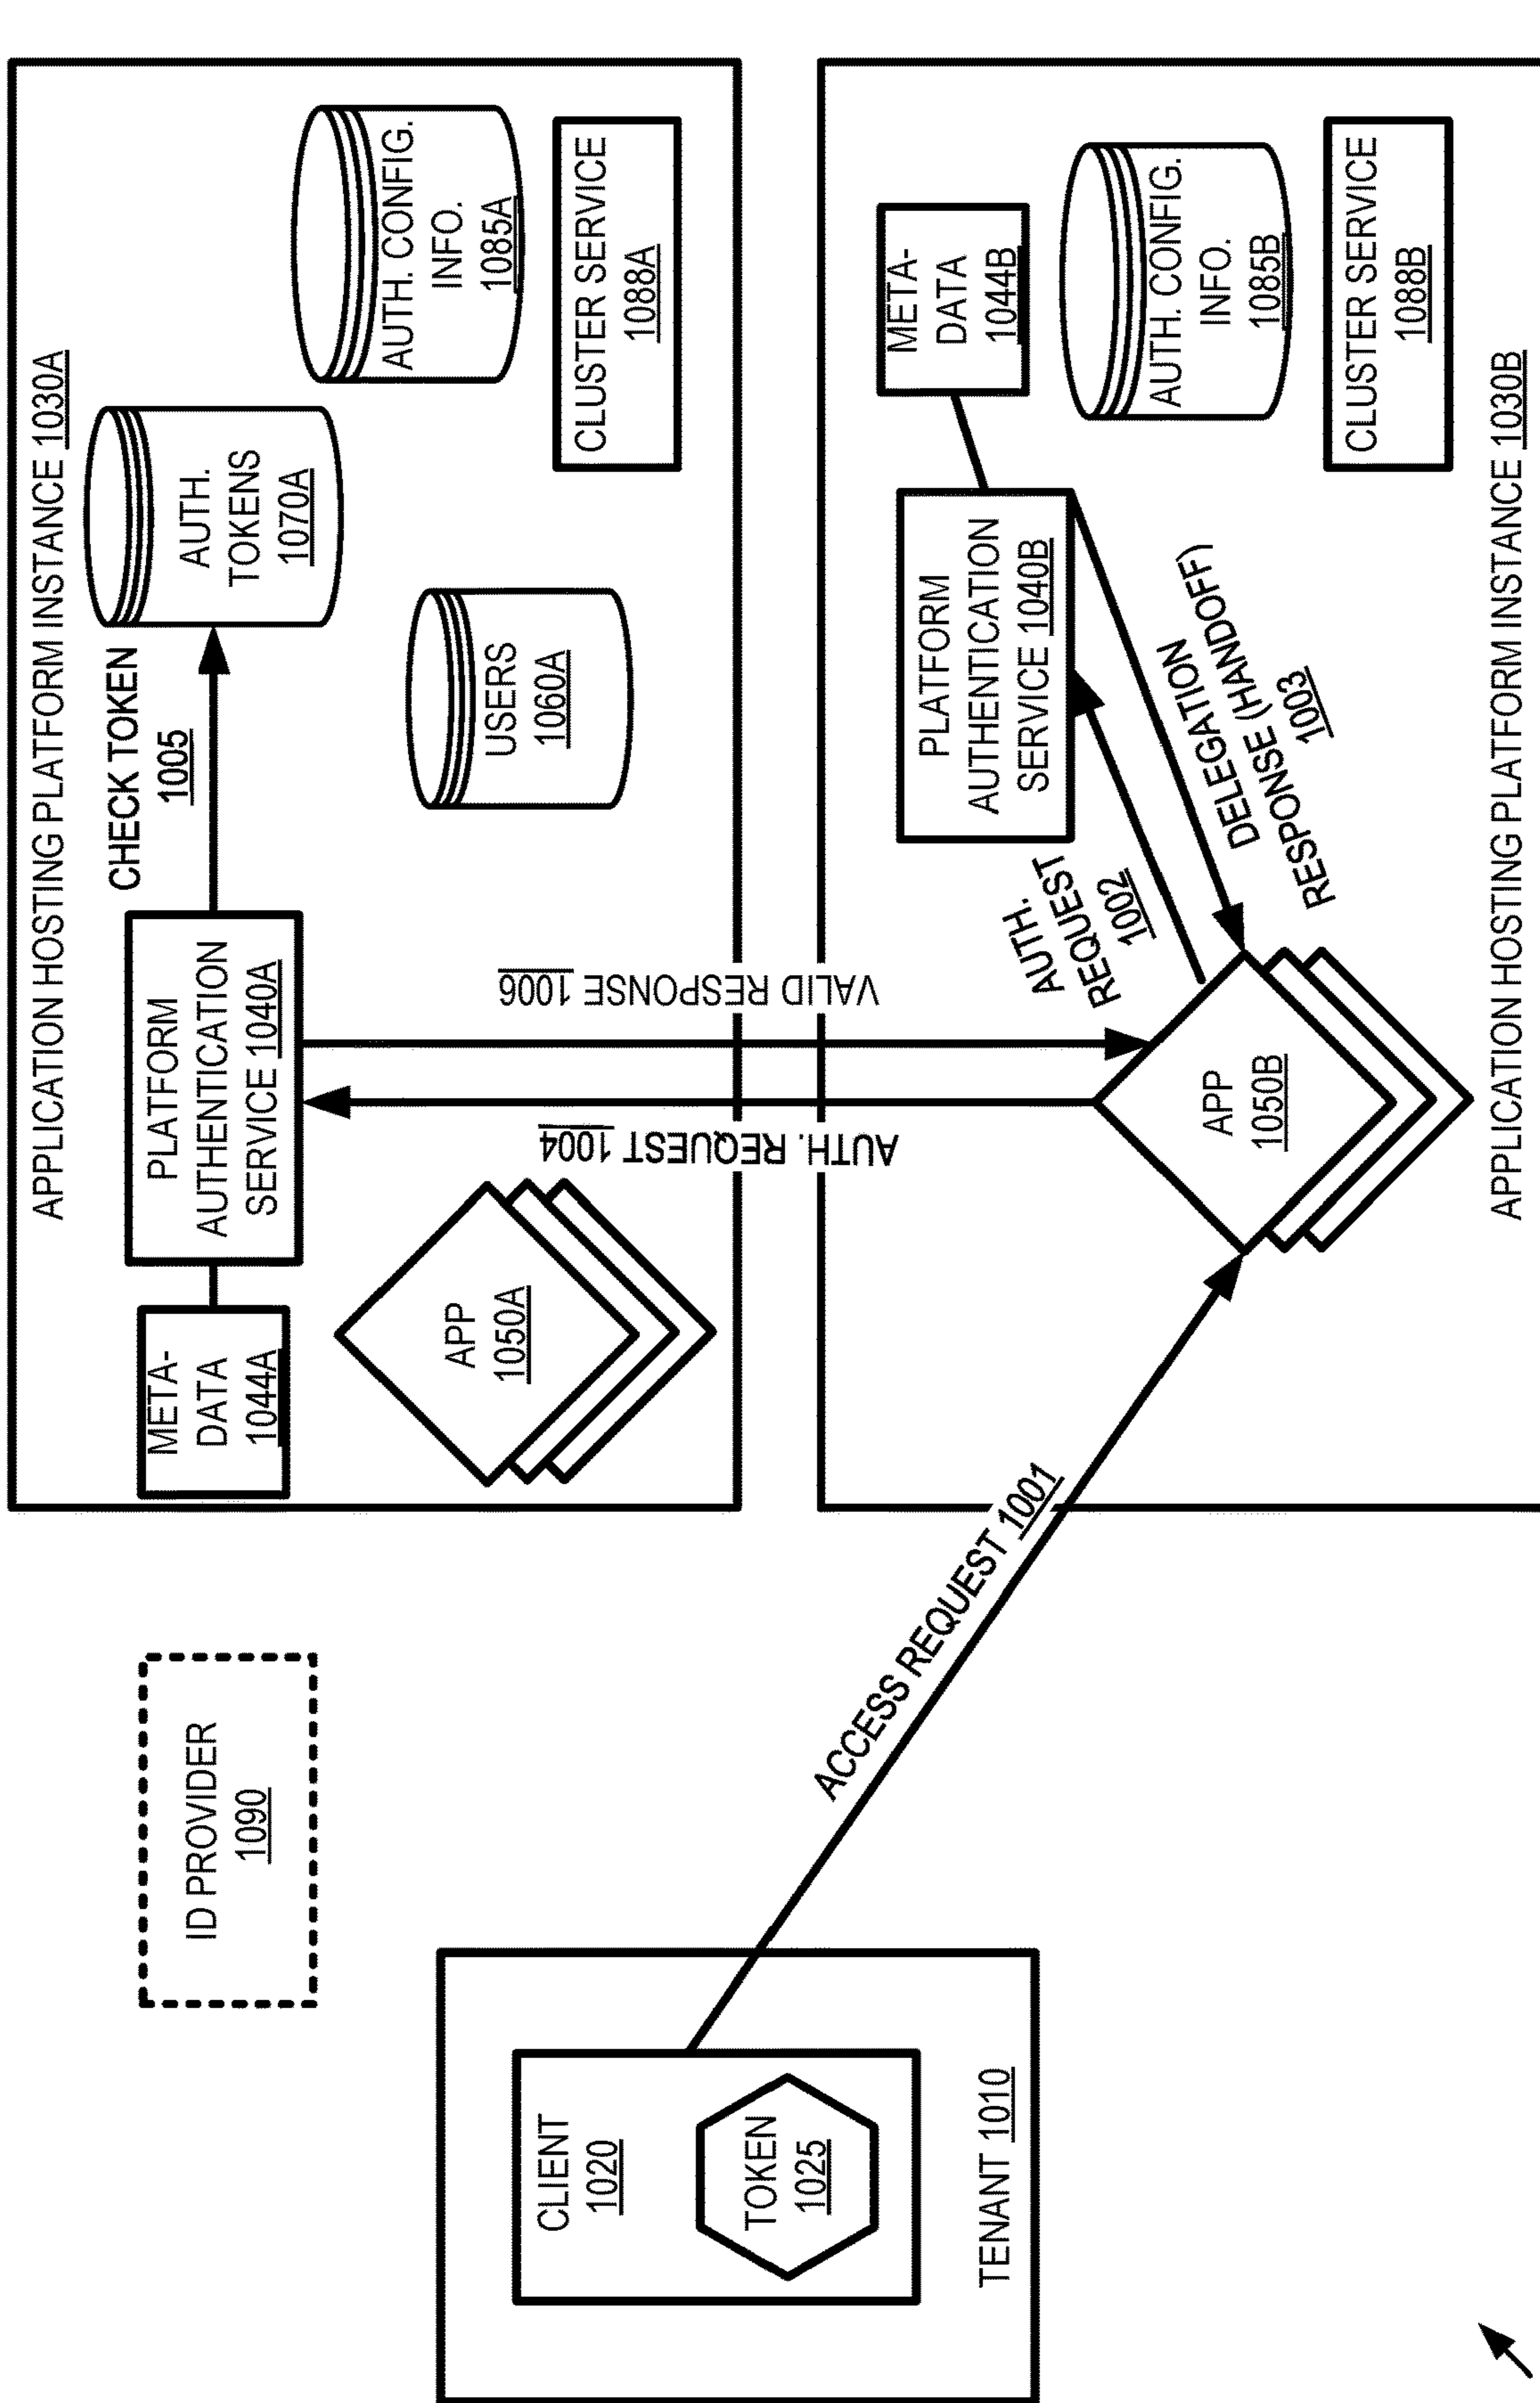 ID PROVIDER
1090
CLIENT
1020
TOKEN
1025
TENANT 1010
ACCESS REQUEST 1001
APPLICATION HOSTING PLATFORM INSTANCE 1030A
META-
DATA
1044A
PLATFORM
AUTHENTICATION
SERVICE 1040A
CHECK TOKEN
1005
AUTH.
TOKENS
1070A
AUTH. CONFIG.
INFO.
1085A
USERS
1060A
APP
1050A
CLUSTER SERVICE
1088A
AUTH. REQUEST 1004
VALID RESPONSE 1006
META-
DATA
1044B
PLATFORM
AUTHENTICATION
SERVICE 1040B
AUTH.
REQUEST
1002
DELEGATION
RESPONSE (HANDOFF)
1003
AUTH. CONFIG.
INFO.
1085B
APP
1050B
CLUSTER SERVICE
1088B
APPLICATION HOSTING PLATFORM INSTANCE 1030B